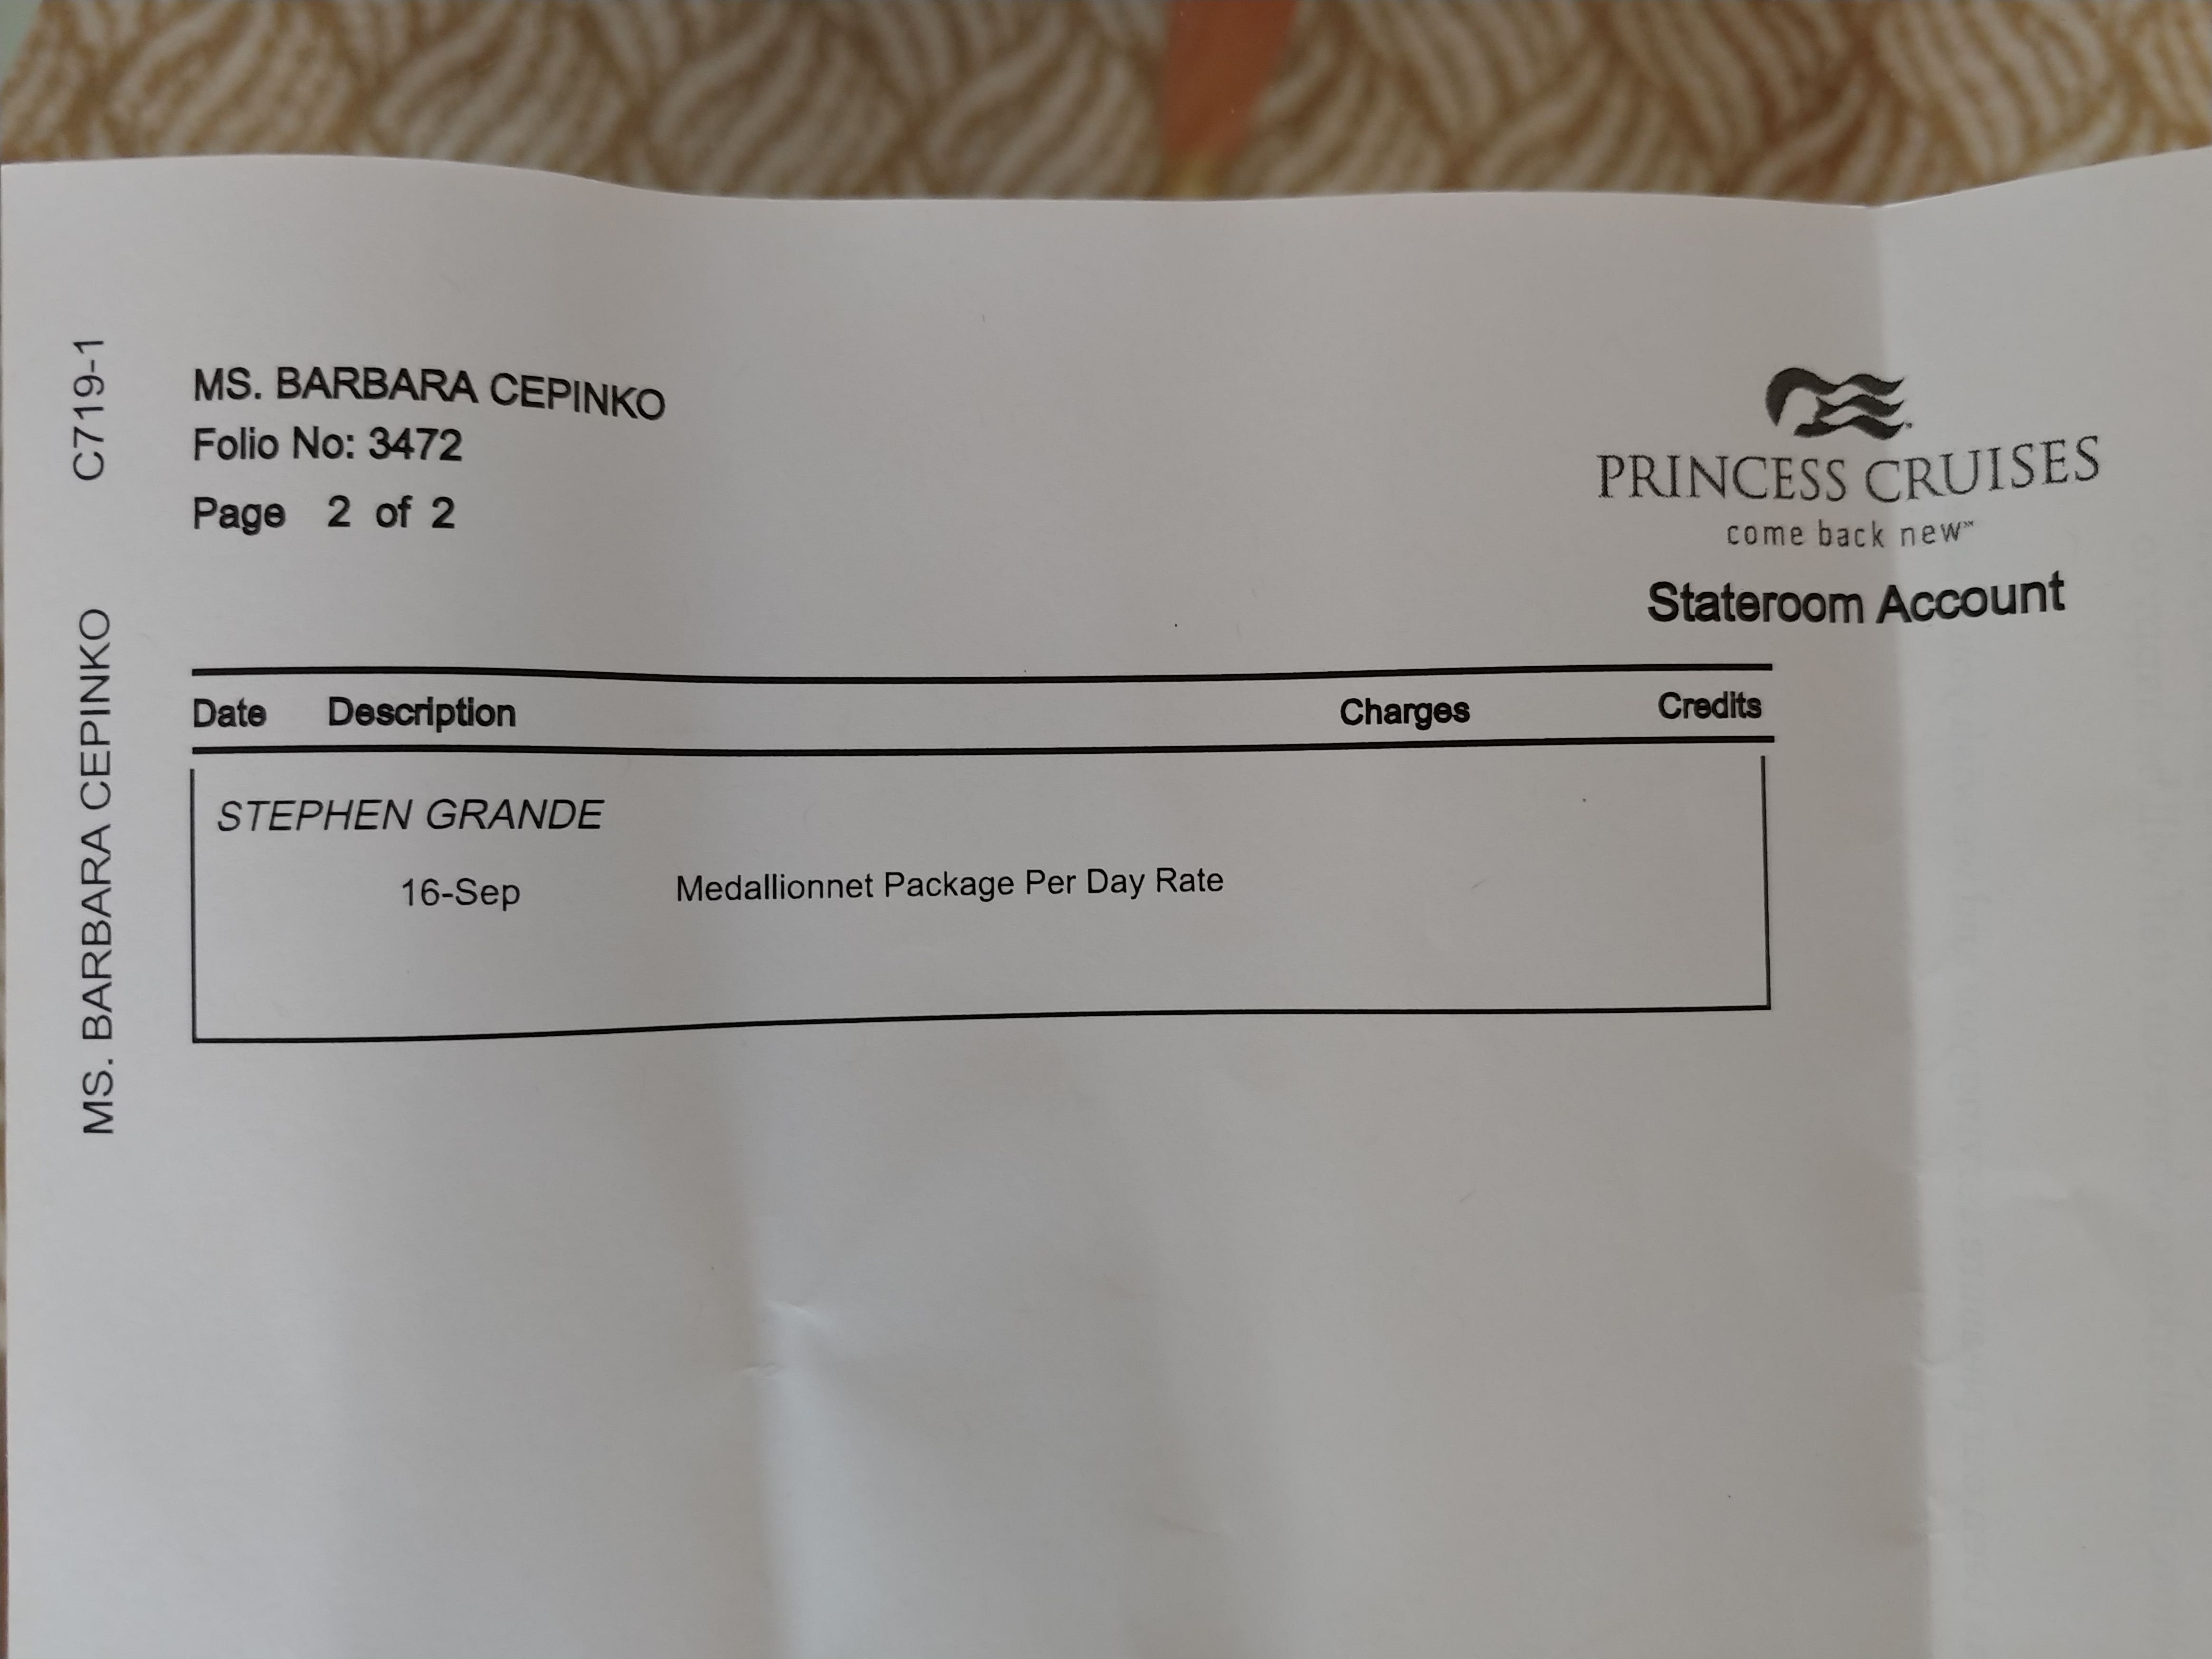 C719-1
MS. BARBARA CEPINKO
MS. BARBARA CEPINKO
Folio No: 3472
Page 2 of 2
PRINCESS CRUISES
come back new℠
Stateroom Account
Date Description Charges Credits
STEPHEN GRANDE
16-Sep Medallionnet Package Per Day Rate